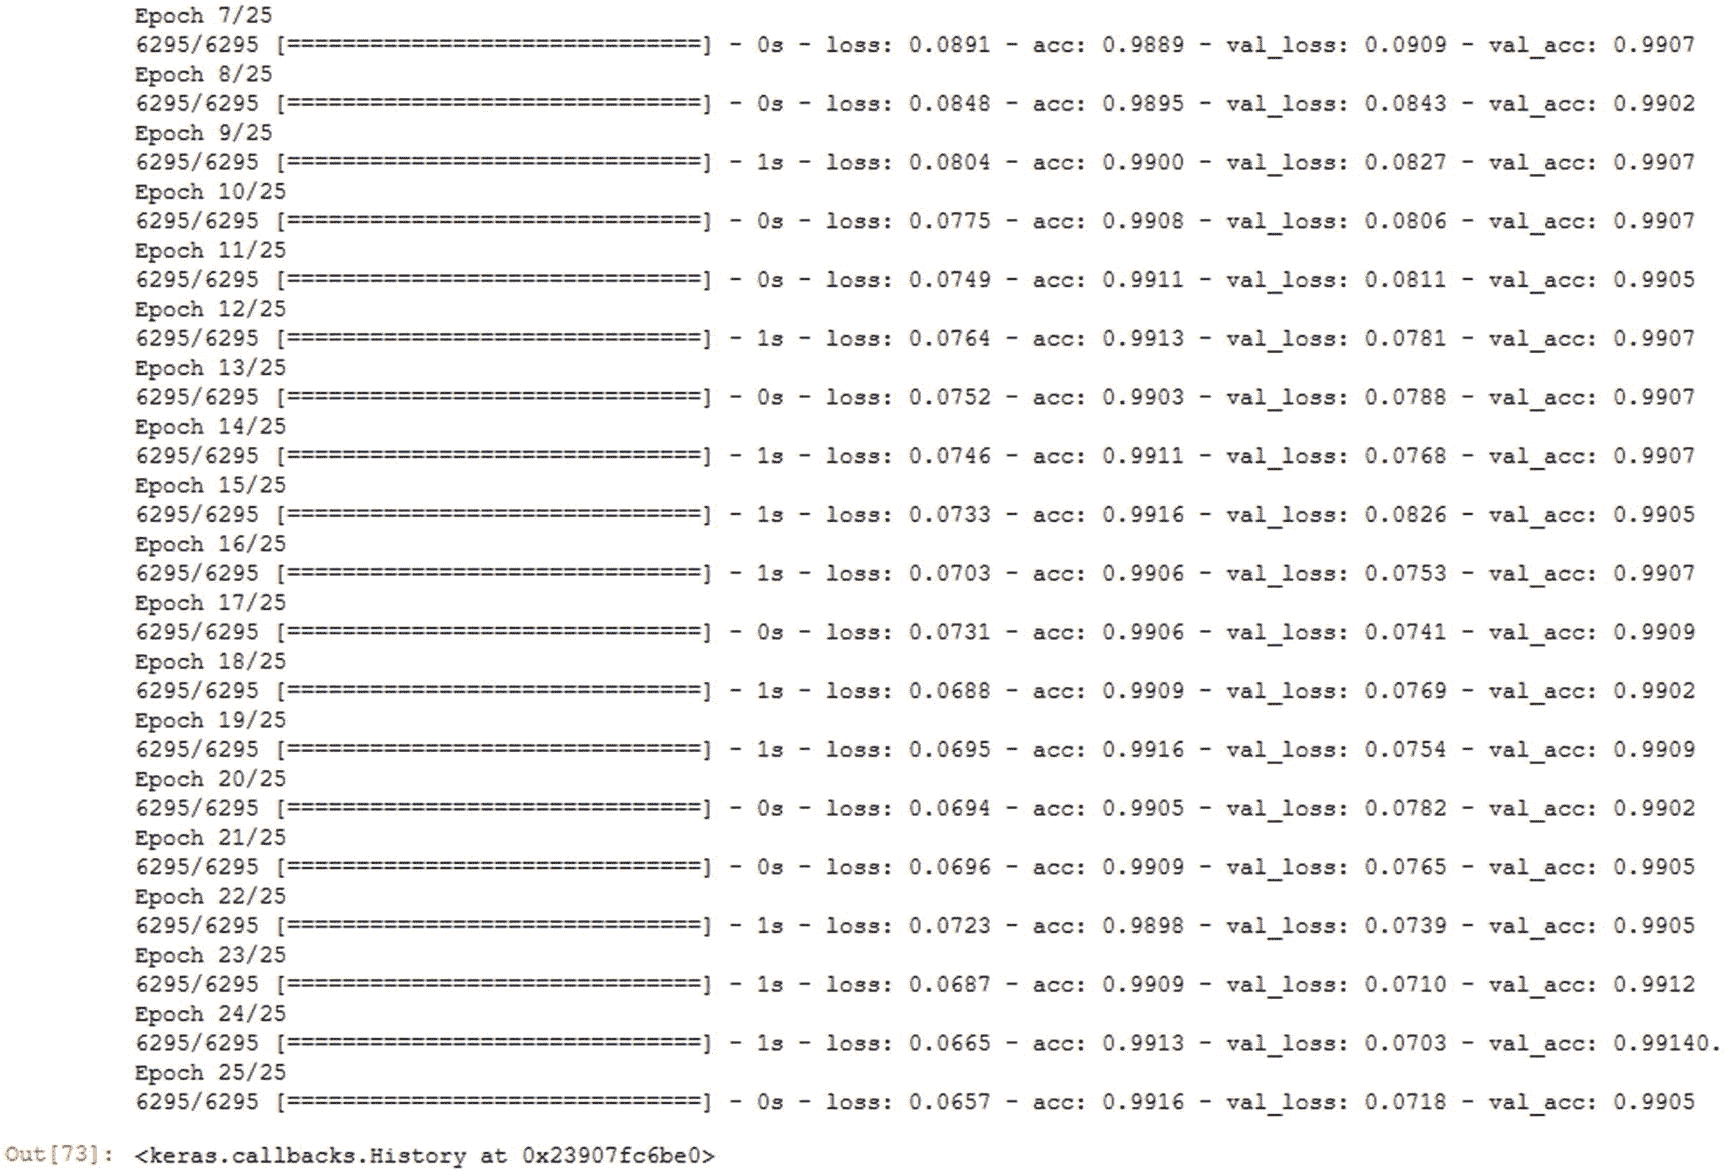 Epoch 7/25
6295/6295 [==============================] - 0s - loss: 0.0891 - acc: 0.9889 - val_loss: 0.0909 - val_acc: 0.9907
Epoch 8/25
6295/6295 [==============================] - 0s - loss: 0.0848 - acc: 0.9895 - val_loss: 0.0843 - val_acc: 0.9902
Epoch 9/25
6295/6295 [==============================] - 1s - loss: 0.0804 - acc: 0.9900 - val_loss: 0.0827 - val_acc: 0.9907
Epoch 10/25
6295/6295 [==============================] - 0s - loss: 0.0775 - acc: 0.9908 - val_loss: 0.0806 - val_acc: 0.9907
Epoch 11/25
6295/6295 [==============================] - 0s - loss: 0.0749 - acc: 0.9911 - val_loss: 0.0811 - val_acc: 0.9905
Epoch 12/25
6295/6295 [==============================] - 1s - loss: 0.0764 - acc: 0.9913 - val_loss: 0.0781 - val_acc: 0.9907
Epoch 13/25
6295/6295 [==============================] - 0s - loss: 0.0752 - acc: 0.9903 - val_loss: 0.0788 - val_acc: 0.9907
Epoch 14/25
6295/6295 [==============================] - 1s - loss: 0.0746 - acc: 0.9911 - val_loss: 0.0768 - val_acc: 0.9907
Epoch 15/25
6295/6295 [==============================] - 1s - loss: 0.0733 - acc: 0.9916 - val_loss: 0.0826 - val_acc: 0.9905
Epoch 16/25
6295/6295 [==============================] - 1s - loss: 0.0703 - acc: 0.9906 - val_loss: 0.0753 - val_acc: 0.9907
Epoch 17/25
6295/6295 [==============================] - 0s - loss: 0.0731 - acc: 0.9906 - val_loss: 0.0741 - val_acc: 0.9909
Epoch 18/25
6295/6295 [==============================] - 1s - loss: 0.0688 - acc: 0.9909 - val_loss: 0.0769 - val_acc: 0.9902
Epoch 19/25
6295/6295 [==============================] - 1s - loss: 0.0695 - acc: 0.9916 - val_loss: 0.0754 - val_acc: 0.9909
Epoch 20/25
6295/6295 [==============================] - 0s - loss: 0.0694 - acc: 0.9905 - val_loss: 0.0782 - val_acc: 0.9902
Epoch 21/25
6295/6295 [==============================] - 0s - loss: 0.0696 - acc: 0.9909 - val_loss: 0.0765 - val_acc: 0.9905
Epoch 22/25
6295/6295 [==============================] - 1s - loss: 0.0723 - acc: 0.9898 - val_loss: 0.0739 - val_acc: 0.9905
Epoch 23/25
6295/6295 [==============================] - 1s - loss: 0.0687 - acc: 0.9909 - val_loss: 0.0710 - val_acc: 0.9912
Epoch 24/25
6295/6295 [==============================] - 1s - loss: 0.0665 - acc: 0.9913 - val_loss: 0.0703 - val_acc: 0.99140.
Epoch 25/25
6295/6295 [==============================] - 0s - loss: 0.0657 - acc: 0.9916 - val_loss: 0.0718 - val_acc: 0.9905
Out[73]: <keras.callbacks.History at 0x23907fc6be0>